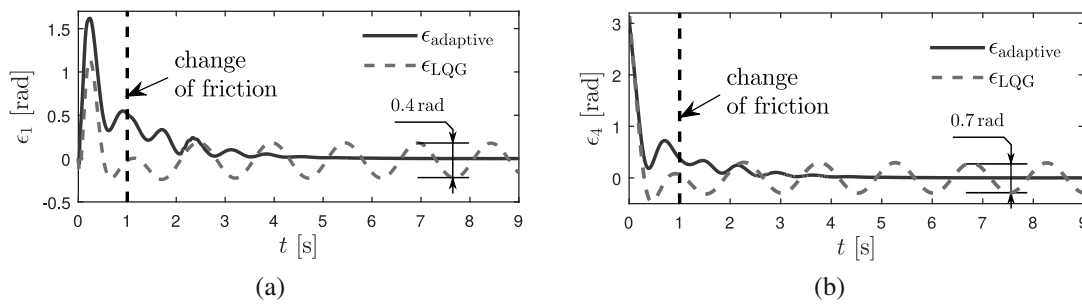 1.5
1
0.5
0
-0.5
ϵ1 [rad]
0 1 2 3 4 5 6 7 8 9
t [s]
change
of friction
ϵadaptive
ϵLQG
0.4 rad
(a)
3
2
1
0
ϵ4 [rad]
0 1 2 3 4 5 6 7 8 9
t [s]
change
of friction
ϵadaptive
ϵLQG
0.7 rad
(b)